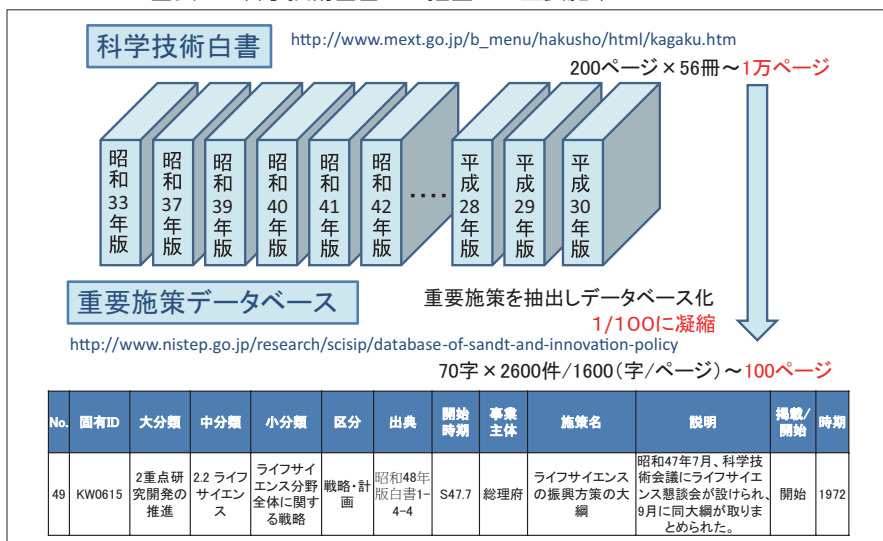 科学技術白書
http://www.mext.go.jp/b_menu/hakusho/html/kagaku.htm
200ページ×56冊～1万ページ
昭和33年版
昭和37年版
昭和39年版
昭和40年版
昭和41年版
昭和42年版
‥‥
平成28年版
平成29年版
平成30年版
重要施策データベース
重要施策を抽出しデータベース化
1/100に凝縮
http://www.nistep.go.jp/research/scisip/database-of-sandt-and-innovation-policy
70字×2600件/1600(字/ページ)～100ページ
No. 固有ID 大分類 中分類 小分類 区分 出典 開始時期 事業主体 施策名 説明 掲載/開始 時期
49 KW0615 2重点研究開発の推進 2.2 ライフサイエンス ライフサイエンス分野全体に関する戦略 戦略・計画 昭和48年版白書1-4-4 S47.7 総理府 ライフサイエンスの振興方策の大綱 昭和47年7月、科学技術会議にライフサイエンス懇談会が設けられ、9月に同大綱が取りまとめられた。 開始 1972